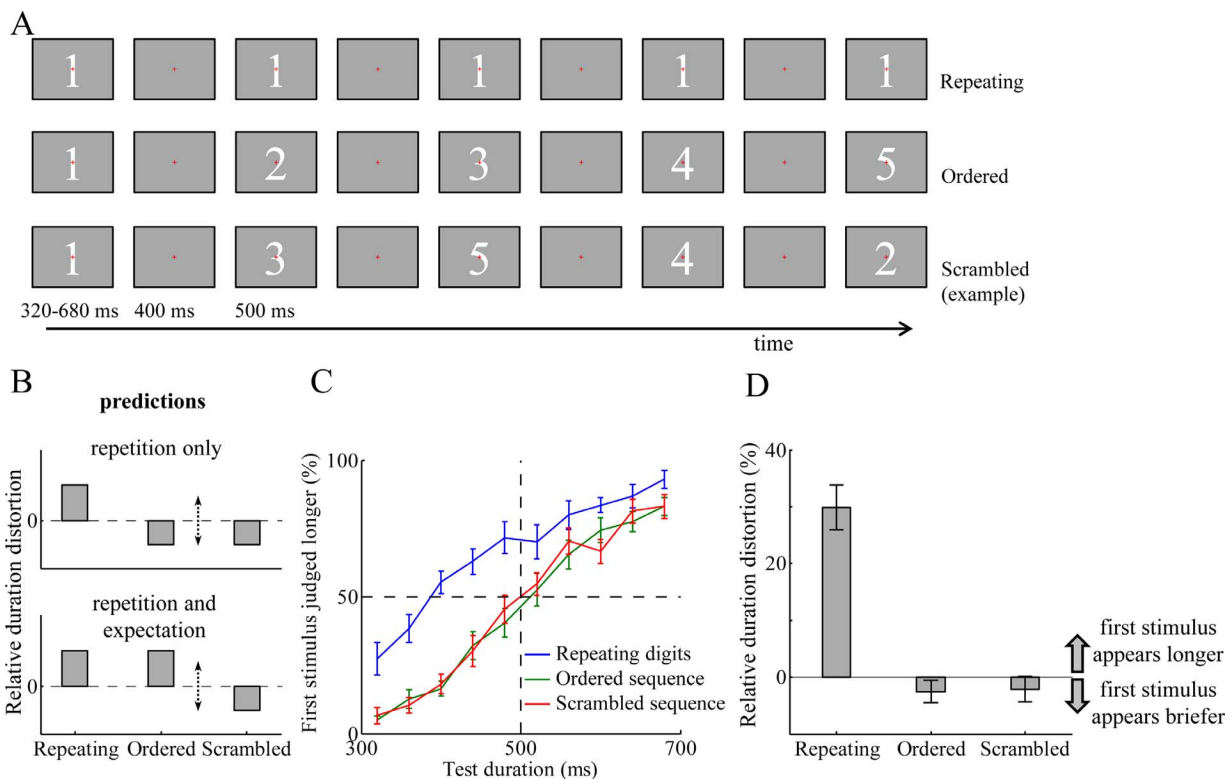 A
1 1 1 1 1
Repeating
1 2 3 4 5
Ordered
1 3 5 4 2
Scrambled
(example)
320-680 ms 400 ms 500 ms
time
B
predictions
repetition only
0
repetition and
expectation
0
Relative duration distortion
Repeating Ordered Scrambled
C
First stimulus judged longer (%)
100
50
0
300 500 700
Test duration (ms)
Repeating digits
Ordered sequence
Scrambled sequence
D
Relative duration distortion (%)
40
20
0
Repeating Ordered Scrambled
first stimulus
appears longer
first stimulus
appears briefer